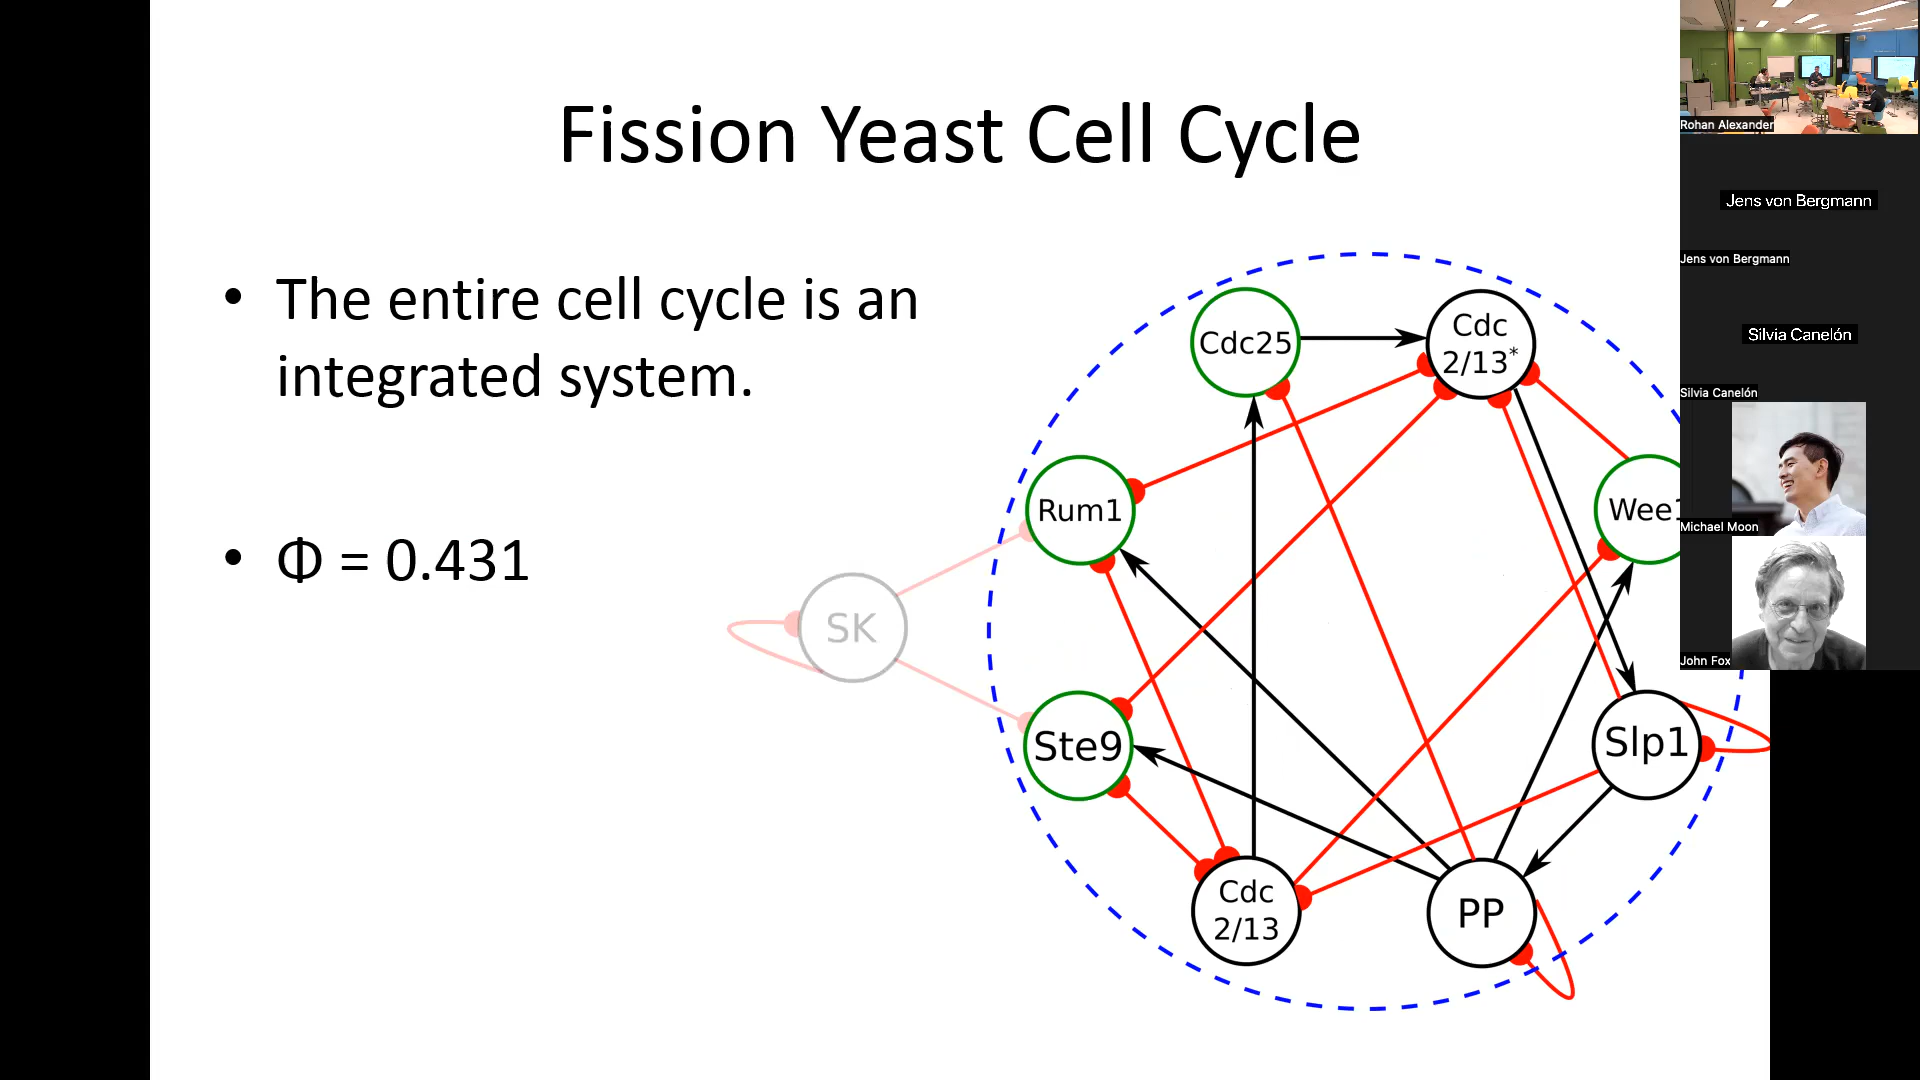 Fission Yeast Cell Cycle
• The entire cell cycle is an
integrated system.
• Φ = 0.431
Cdc25
Cdc
2/13*
Rum1
Wee1
SK
Ste9
Slp1
Cdc
2/13
PP
Rohan Alexander
Jens von Bergmann
Jens von Bergmann
Silvia Canelón
Silvia Canelón
Michael Moon
John Fox